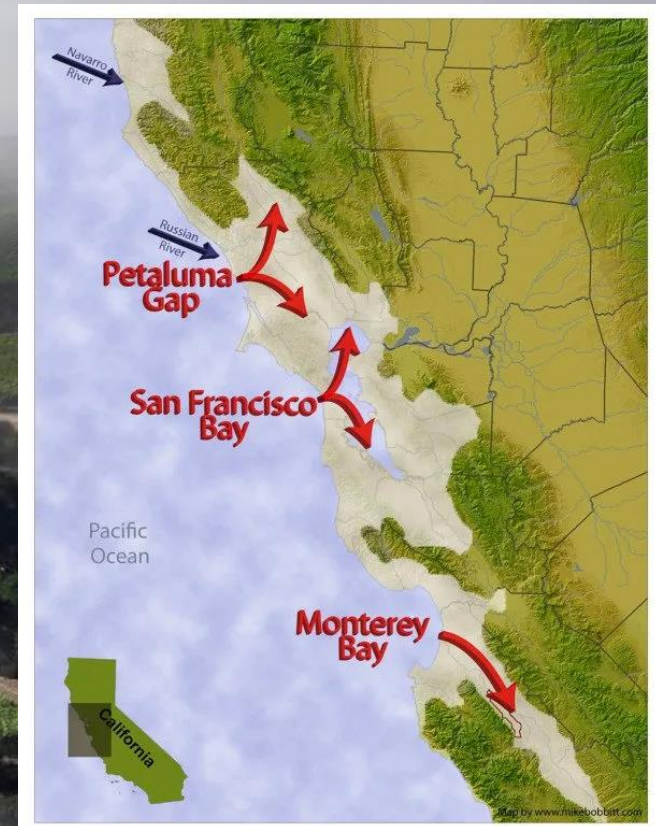 Navarro
River
Russian
River
Petaluma
Gap
San Francisco
Bay
Pacific
Ocean
Monterey
Bay
California
Map by www.mikebobbitt.com